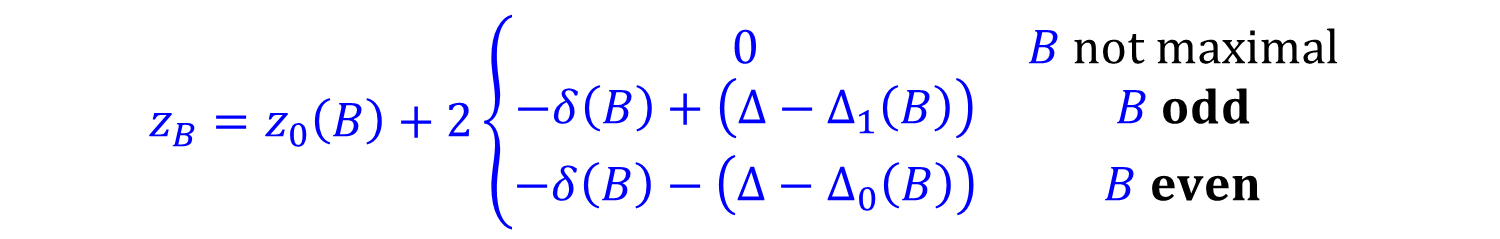 0 B not maximal
z_B = z_0(B) + 2 { −δ(B) + (Δ − Δ_1(B)) B odd
−δ(B) − (Δ − Δ_0(B)) B even